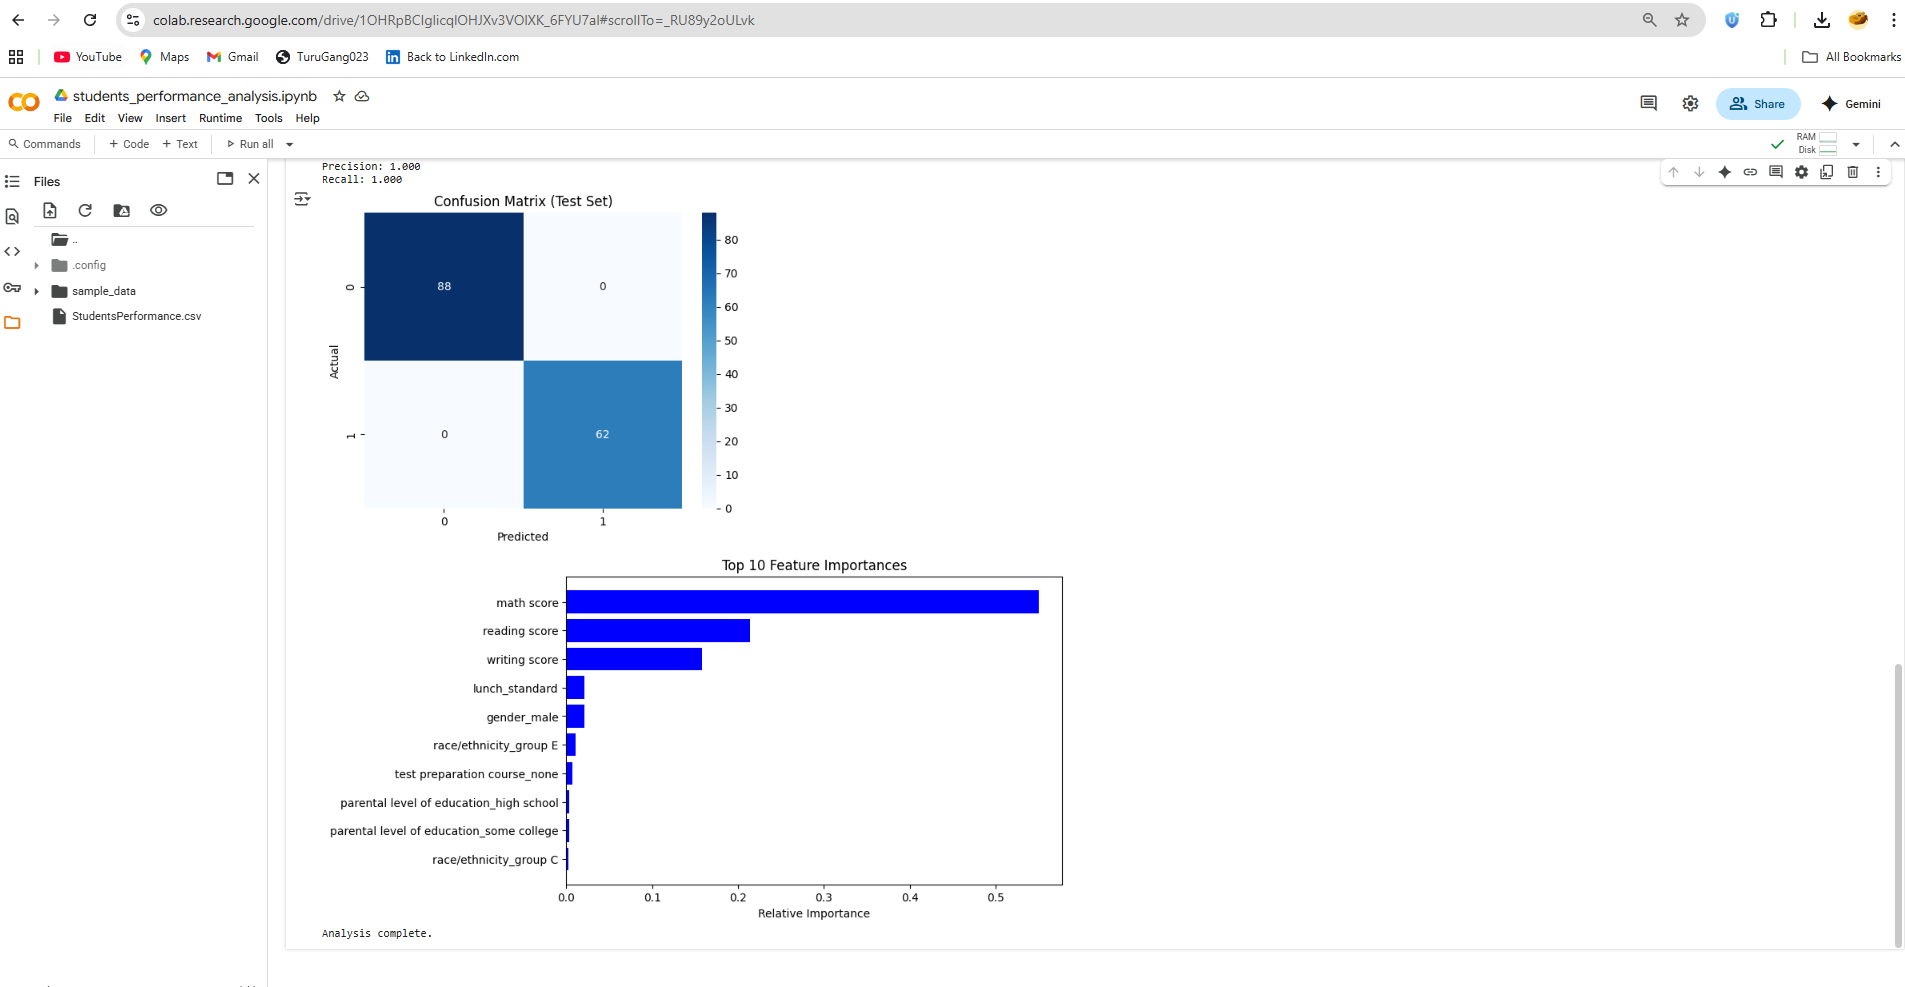 colab.research.google.com/drive/1OHRpBCIgIicqIOHJXv3VOIXK_6FYU7aI#scrollTo=_RU89y2oULvk
YouTube Maps Gmail TuruGang023 Back to LinkedIn.com All Bookmarks
students_performance_analysis.ipynb
Share Gemini
File Edit View Insert Runtime Tools Help
Commands + Code + Text Run all
RAM
Disk
Files
..
.config
sample_data
StudentsPerformance.csv
Precision: 1.000
Recall: 1.000
Confusion Matrix (Test Set)
88 0
0 62
0
1
Actual
0 1
Predicted
80
70
60
50
40
30
20
10
0
Top 10 Feature Importances
math score
reading score
writing score
lunch_standard
gender_male
race/ethnicity_group E
test preparation course_none
parental level of education_high school
parental level of education_some college
race/ethnicity_group C
0.0 0.1 0.2 0.3 0.4 0.5
Relative Importance
Analysis complete.